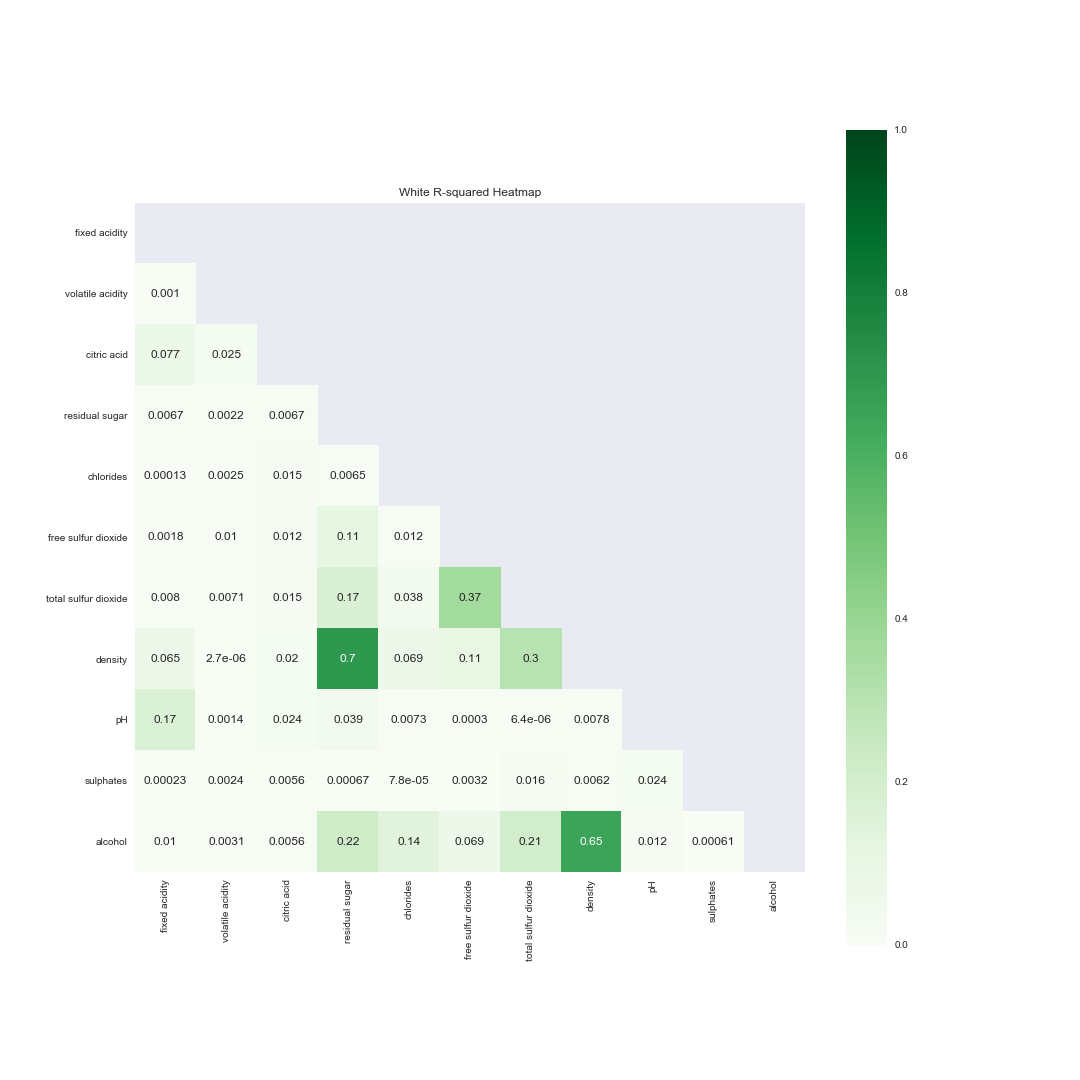 White R-squared Heatmap
1.0
fixed acidity
volatile acidity 0.001
0.8
citric acid 0.077 0.025
residual sugar 0.0067 0.0022 0.0067
0.6
chlorides 0.00013 0.0025 0.015 0.0065
free sulfur dioxide 0.0018 0.01 0.012 0.11 0.012
total sulfur dioxide 0.008 0.0071 0.015 0.17 0.038 0.37
0.4
density 0.065 2.7e-06 0.02 0.7 0.069 0.11 0.3
pH 0.17 0.0014 0.024 0.039 0.0073 0.0003 6.4e-06 0.0078
sulphates 0.00023 0.0024 0.0056 0.00067 7.8e-05 0.0032 0.016 0.0062 0.024
0.2
alcohol 0.01 0.0031 0.0056 0.22 0.14 0.069 0.21 0.65 0.012 0.00061
fixed acidity
volatile acidity
citric acid
residual sugar
chlorides
free sulfur dioxide
total sulfur dioxide
density
pH
sulphates
alcohol
0.0